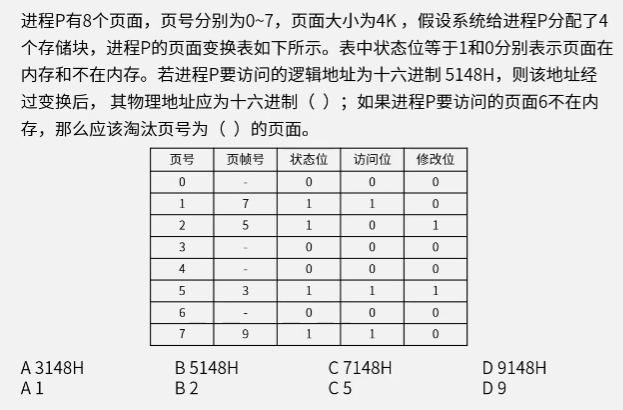 进程P有8个页面，页号分别为0~7，页面大小为4K ，假设系统给进程P分配了4
个存储块，进程P的页面变换表如下所示。表中状态位等于1和0分别表示页面在
内存和不在内存。若进程P要访问的逻辑地址为十六进制 5148H，则该地址经
过变换后， 其物理地址应为十六进制（ ）；如果进程P要访问的页面6不在内
存，那么应该淘汰页号为（ ）的页面。
页号 页帧号 状态位 访问位 修改位
0 - 0 0 0
1 7 1 1 0
2 5 1 0 1
3 - 0 0 0
4 - 0 0 0
5 3 1 1 1
6 - 0 0 0
7 9 1 1 0
A 3148H B 5148H C 7148H D 9148H
A 1 B 2 C 5 D 9